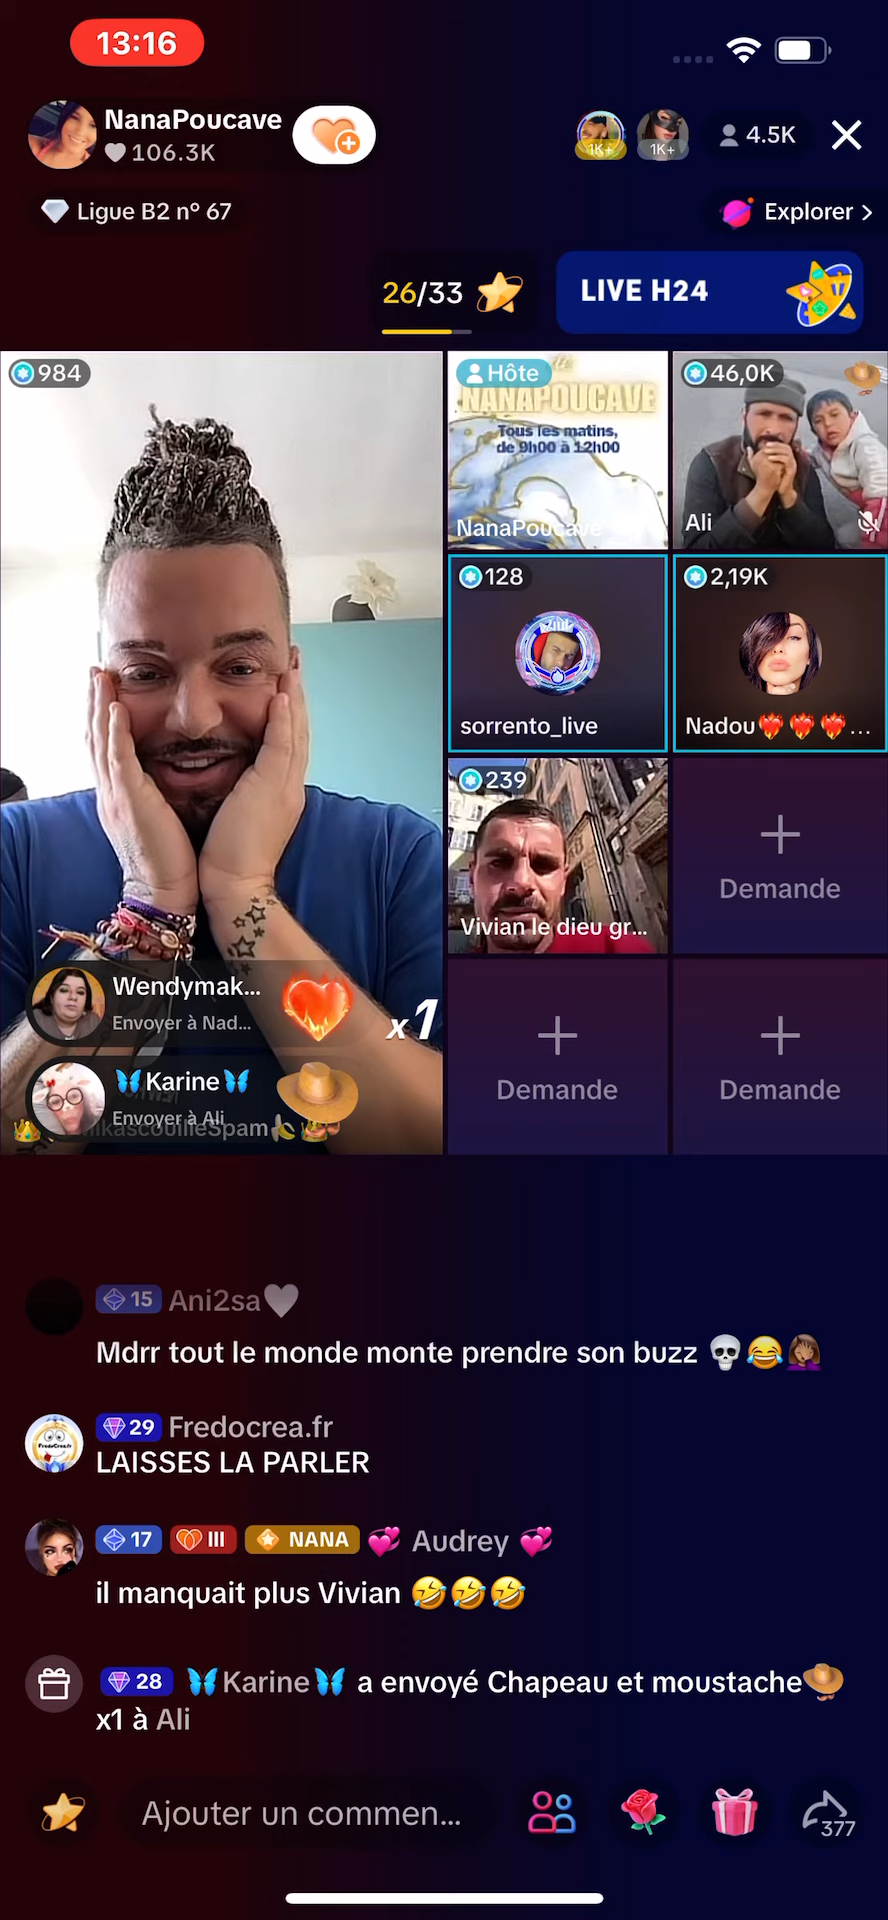 13:16
NanaPoucave
106.3K
1K+
1K+
4.5K
Ligue B2 nº 67
Explorer >
26/33
LIVE H24
984
Hôte
de
NANAPOUCAVE
Tous les matins,
de 9h00 à 12h00
NanaPoucave
46,0K
Ali
128
sorrento_live
2,19K
Nadou❤️‍🔥❤️‍🔥❤️‍🔥...
239
Vivian le dieu gr...
Demande
Demande
Demande
Wendymak...
Envoyer à Nad...
x1
🦋Karine🦋
Envoyer à Ali
15 Ani2sa🤍
Mdrr tout le monde monte prendre son buzz 💀😂🤦🏽‍♀️
29 Fredocrea.fr
LAISSES LA PARLER
17 III NANA 💞 Audrey 💞
il manquait plus Vivian 🤣🤣🤣
28 🦋Karine🦋 a envoyé Chapeau et moustache
x1 à Ali
Ajouter un commen...
377